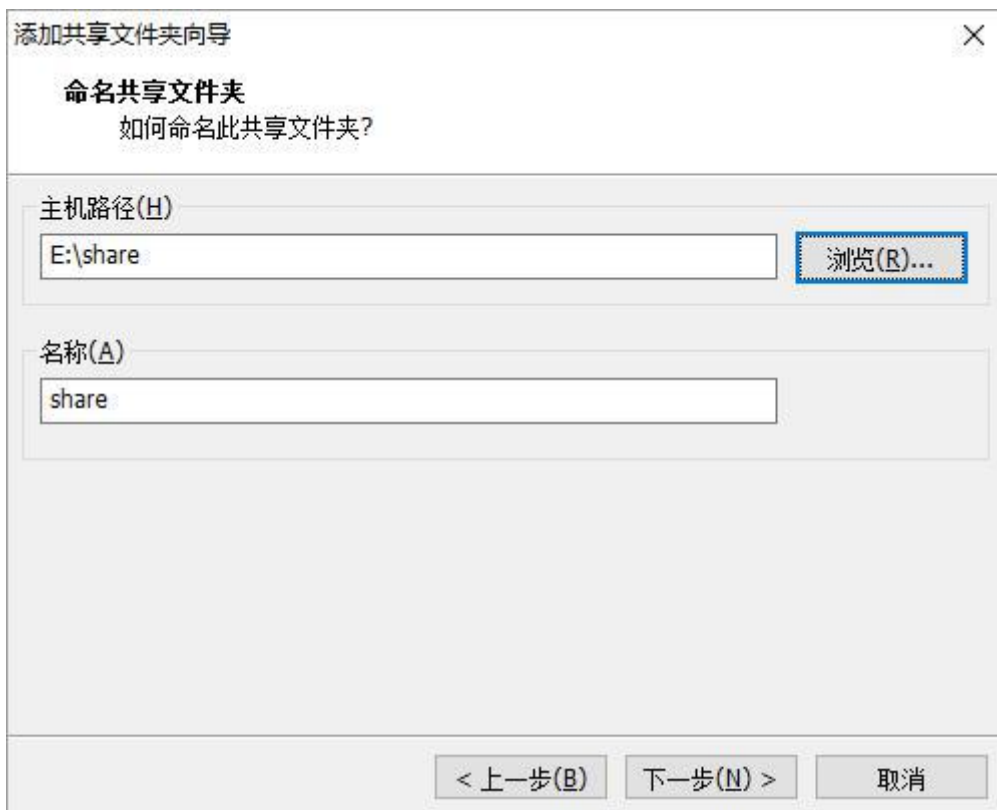 添加共享文件夹向导
命名共享文件夹
如何命名此共享文件夹?
主机路径(H)
E:\share
浏览(R)...
名称(A)
share
< 上一步(B)
下一步(N) >
取消